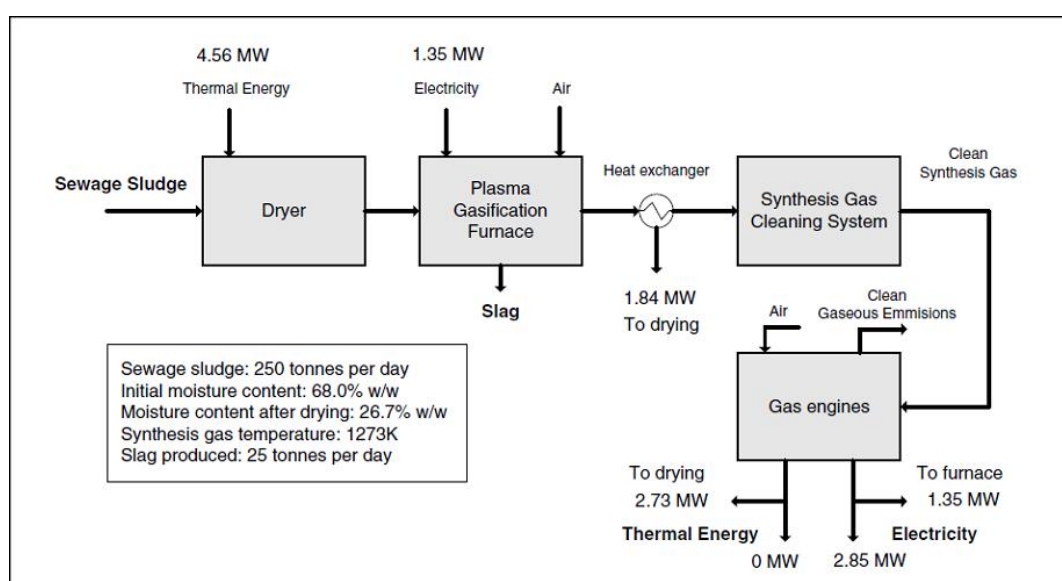 4.56 MW
Thermal Energy
1.35 MW
Electricity
Air
Sewage Sludge
Dryer
Plasma
Gasification
Furnace
Heat exchanger
Synthesis Gas
Cleaning System
Clean
Synthesis Gas
Slag
1.84 MW
To drying
Air
Clean
Gaseous Emmisions
Gas engines
Sewage sludge: 250 tonnes per day
Initial moisture content: 68.0% w/w
Moisture content after drying: 26.7% w/w
Synthesis gas temperature: 1273K
Slag produced: 25 tonnes per day
To drying
2.73 MW
Thermal Energy
0 MW
To furnace
1.35 MW
Electricity
2.85 MW